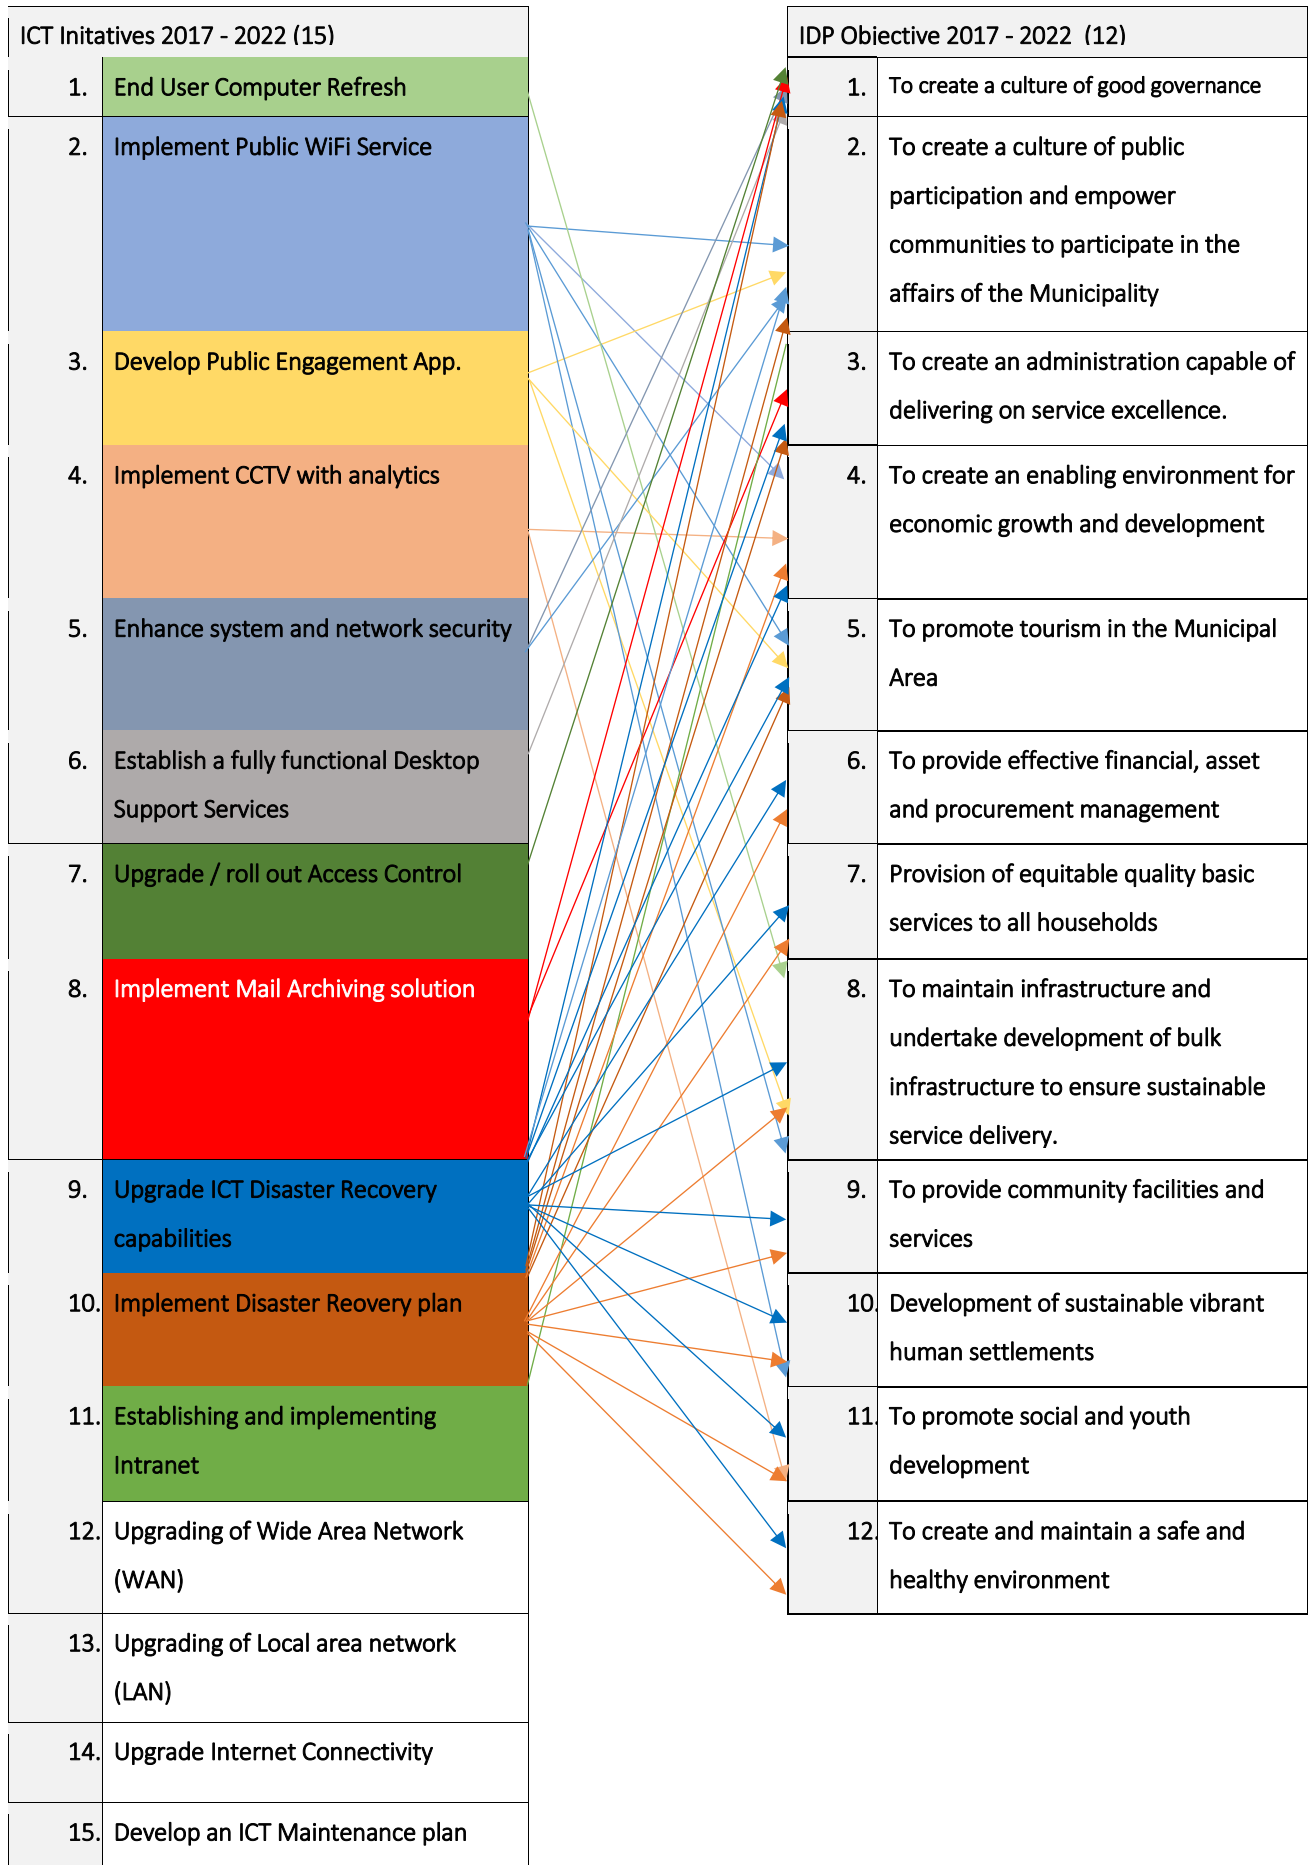 ICT Initatives 2017 - 2022 (15)
1. End User Computer Refresh
2. Implement Public WiFi Service
3. Develop Public Engagement App.
4. Implement CCTV with analytics
5. Enhance system and network security
6. Establish a fully functional Desktop
Support Services
7. Upgrade / roll out Access Control
8. Implement Mail Archiving solution
9. Upgrade ICT Disaster Recovery
capabilities
10. Implement Disaster Reovery plan
11. Establishing and implementing
Intranet
12. Upgrading of Wide Area Network
(WAN)
13. Upgrading of Local area network
(LAN)
14. Upgrade Internet Connectivity
15. Develop an ICT Maintenance plan
IDP Objective 2017 - 2022 (12)
1. To create a culture of good governance
2. To create a culture of public
participation and empower
communities to participate in the
affairs of the Municipality
3. To create an administration capable of
delivering on service excellence.
4. To create an enabling environment for
economic growth and development
5. To promote tourism in the Municipal
Area
6. To provide effective financial, asset
and procurement management
7. Provision of equitable quality basic
services to all households
8. To maintain infrastructure and
undertake development of bulk
infrastructure to ensure sustainable
service delivery.
9. To provide community facilities and
services
10. Development of sustainable vibrant
human settlements
11. To promote social and youth
development
12. To create and maintain a safe and
healthy environment